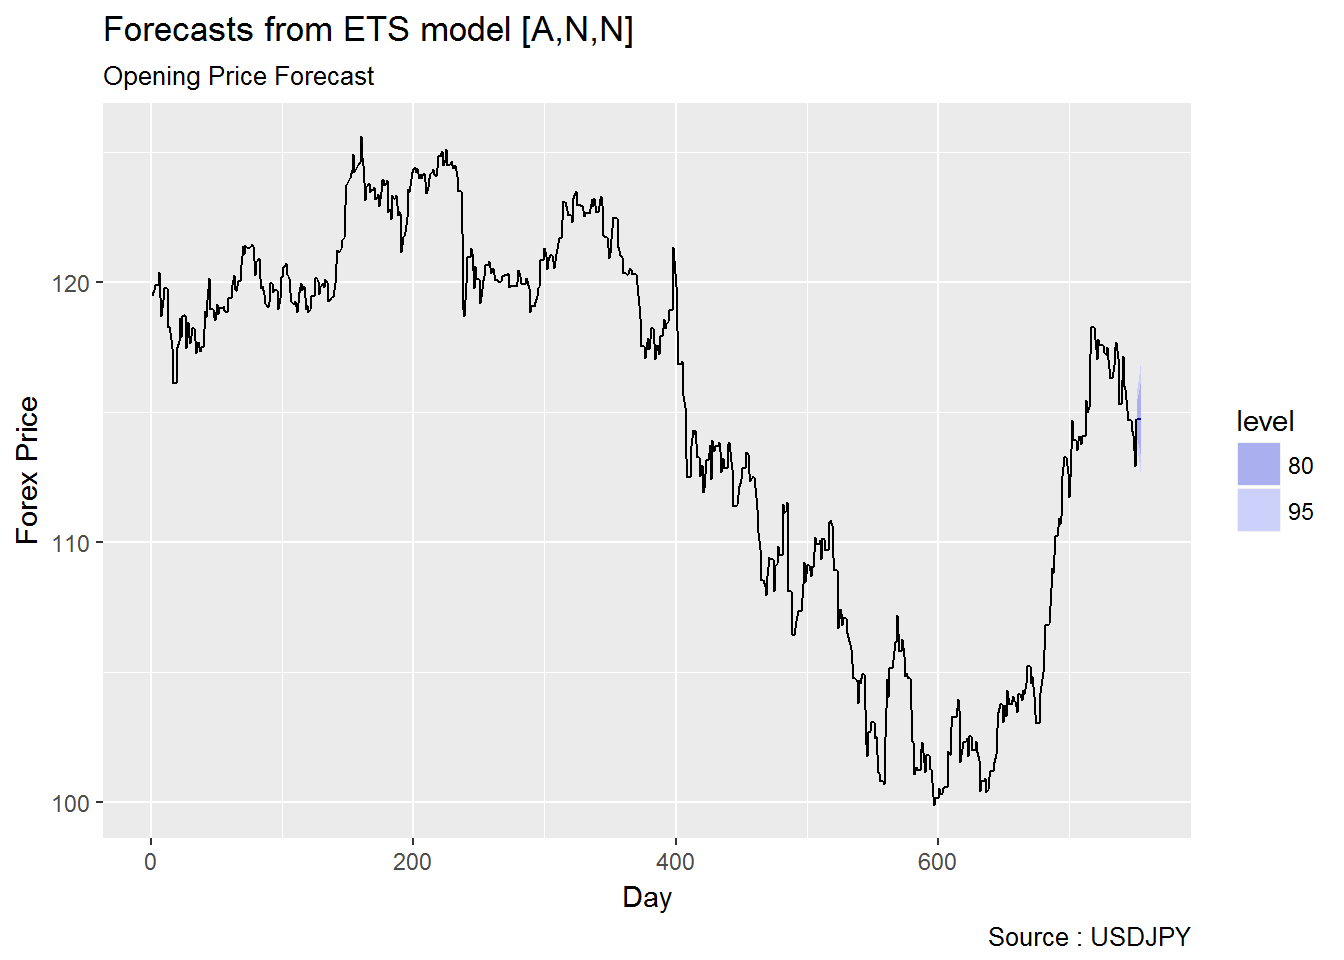 Forecasts from ETS model [A,N,N]
Opening Price Forecast
Forex Price
120
110
100
0
200
400
600
Day
level
80
95
Source : USDJPY